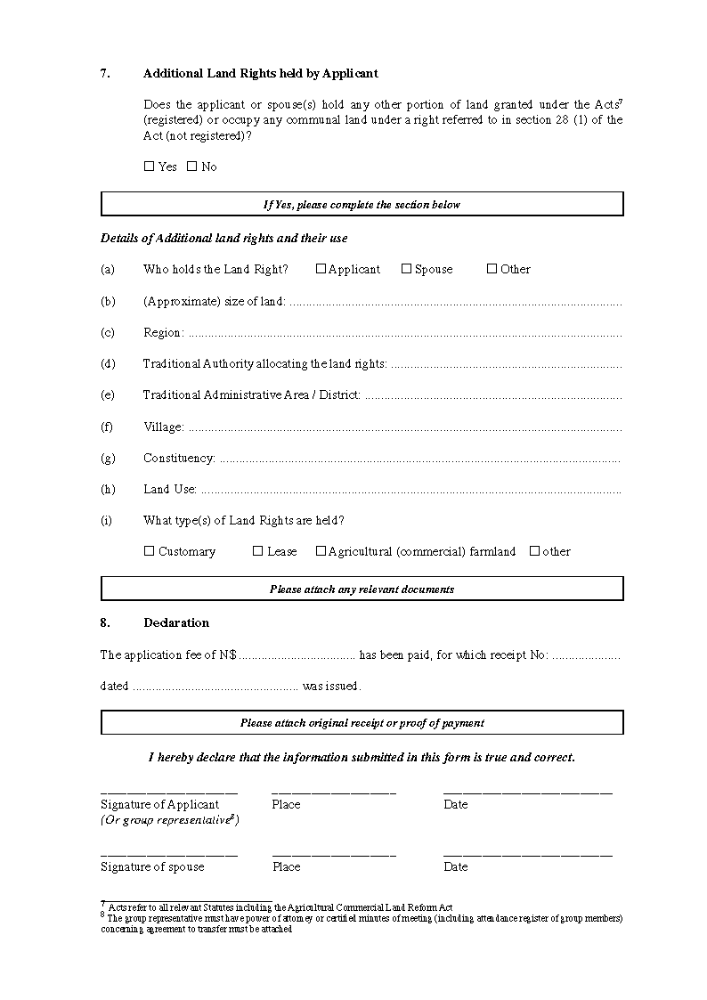 7. Additional Land Rights held by Applicant
Does the applicant or spouse(s) hold any other portion of land granted under the Acts7
(registered) or occupy any communal land under a right referred to in section 28 (1) of the
Act (not registered)?
☐ Yes ☐ No
If Yes, please complete the section below
Details of Additional land rights and their use
(a) Who holds the Land Right? ☐ Applicant ☐ Spouse ☐ Other
(b) (Approximate) size of land: ......................................................................................................
(c) Region: ......................................................................................................................................
(d) Traditional Authority allocating the land rights: .......................................................................
(e) Traditional Administrative Area / District: ...............................................................................
(f) Village: ......................................................................................................................................
(g) Constituency: ...........................................................................................................................
(h) Land Use: .................................................................................................................................
(i) What type(s) of Land Rights are held?
☐ Customary ☐ Lease ☐ Agricultural (commercial) farmland ☐ other
Please attach any relevant documents
8. Declaration
The application fee of N$ .................................... has been paid, for which receipt No: .....................
dated ................................................... was issued.
Please attach original receipt or proof of payment
I hereby declare that the information submitted in this form is true and correct.
______________________ ____________________ ___________________________
Signature of Applicant Place Date
(Or group representative8)
______________________ ____________________ ___________________________
Signature of spouse Place Date
7 Acts refer to all relevant Statutes including the Agricultural Commercial Land Reform Act
8 The group representative must have power of attorney or certified minutes of meeting (including attendance register of group members)
concerning agreement to transfer must be attached